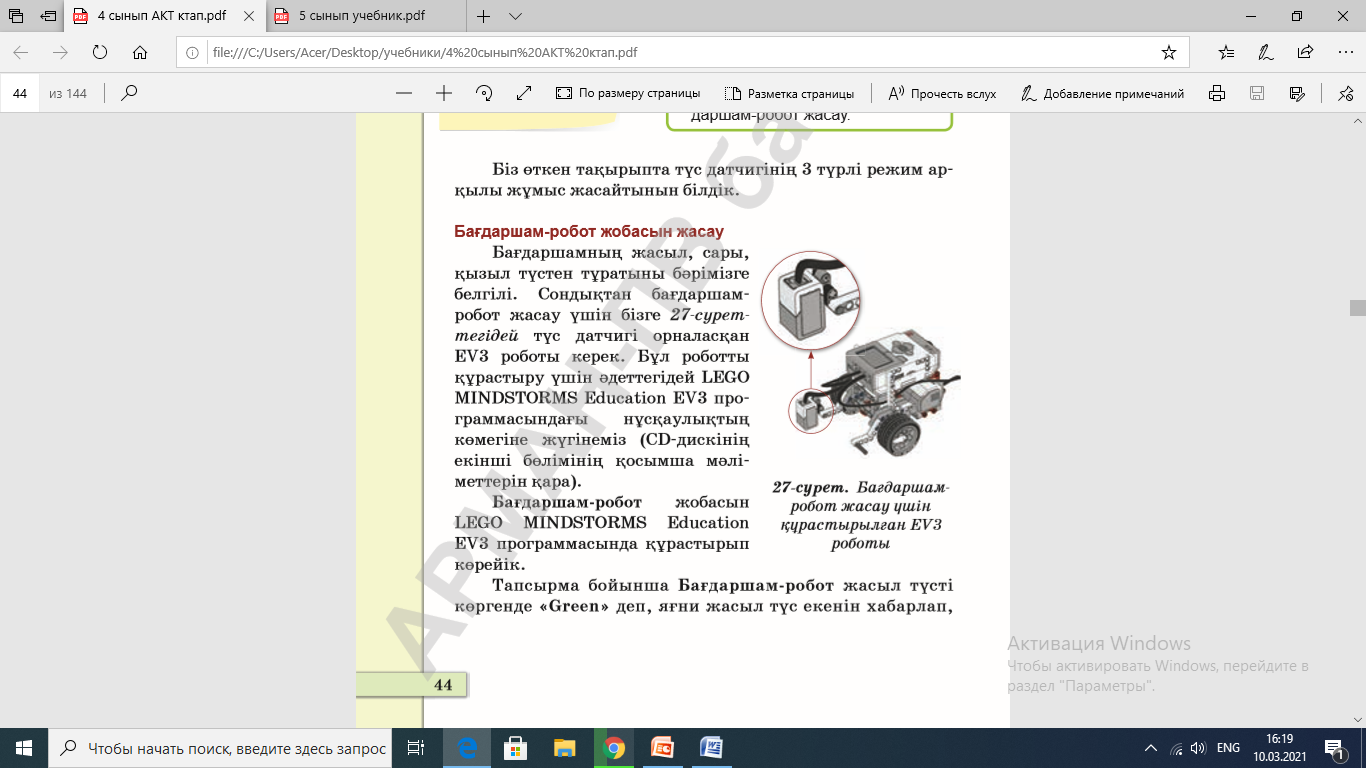 4 сынып АКТ ктап.pdf
5 сынып учебник.pdf
file:///C:/Users/Acer/Desktop/учебники/4%20сынып%20АКТ%20ктап.pdf
44 из 144
По размеру страницы
Разметка страницы
Прочесть вслух
Добавление примечаний
даршам-робот жасау.
Біз өткен тақырыпта түс датчигінің 3 түрлі режим ар-
қылы жұмыс жасайтынын білдік.
Бағдаршам-робот жобасын жасау
Бағдаршамның жасыл, сары,
қызыл түстен тұратыны бәрімізге
белгілі. Сондықтан бағдаршам-
робот жасау үшін бізге 27-сурет-
тегідей түс датчигі орналасқан
EV3 роботы керек. Бұл роботты
құрастыру үшін әдеттегідей LEGO
MINDSTORMS Education EV3 про-
граммасындағы нұсқаулықтың
көмегіне жүгінеміз (CD-дискінің
екінші бөлімінің қосымша мәлі-
меттерін қара).
Бағдаршам-робот жобасын
LEGO MINDSTORMS Education
EV3 программасында құрастырып
көрейік.
27-сурет. Бағдаршам-
робот жасау үшін
құрастырылған EV3
роботы
Тапсырма бойынша Бағдаршам-робот жасыл түсті
көргенде «Green» деп, яғни жасыл түс екенін хабарлап,
44
АРМАН-ПВ ба
Активация Windows
Чтобы активировать Windows, перейдите в
раздел "Параметры".
Чтобы начать поиск, введите здесь запрос
ENG
16:19
10.03.2021
1